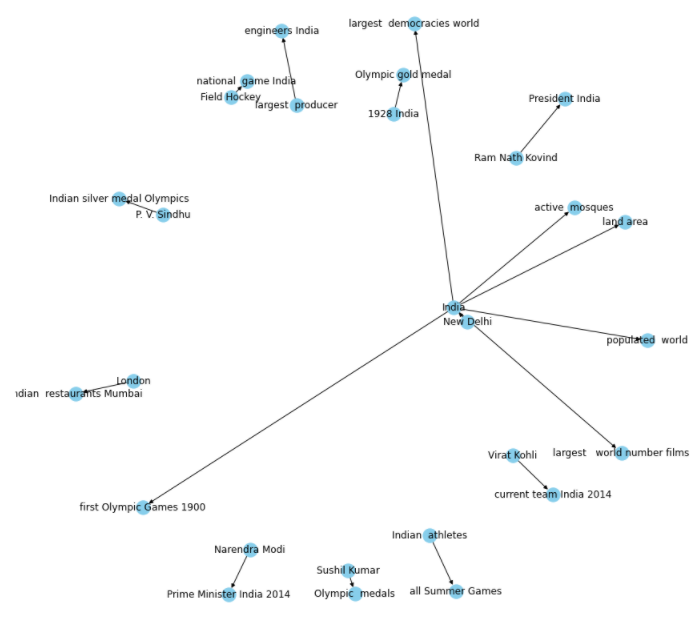 largest  democracies world
engineers India
Olympic gold medal
national  game India
Field Hockey
President India
largest  producer
1928 India
Ram Nath Kovind
Indian silver medal Olympics
active  mosques
P. V. Sindhu
land area
India
New Delhi
populated  world
London
restaurants Mumbai
largest   world number films
Virat Kohli
current team India 2014
first Olympic Games 1900
Indian  athletes
Narendra Modi
Sushil Kumar
all Summer Games
Prime Minister India 2014
Olympic  medals